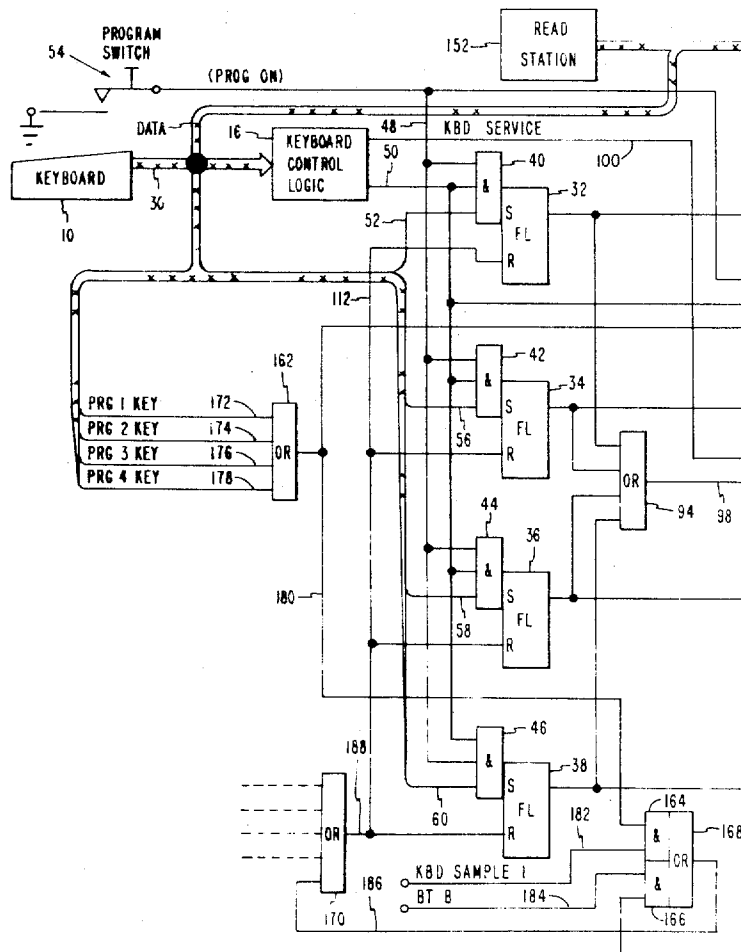 PROGRAM
SWITCH
54
(PROG ON)
152
READ
STATION
DATA
16
48
KBD SERVICE
KEYBOARD
CONTROL
LOGIC
50
40
100
32
KEYBOARD
30
10
&
52
S
FL
R
112
42
34
162
&
S
FL
R
56
PRG 1 KEY
172
PRG 2 KEY
174
PRG 3 KEY
176
PRG 4 KEY
178
OR
OR
94
98
44
36
&
S
FL
R
58
180
46
38
&
S
FL
R
60
188
OR
170
182
164
168
&
OR
&
166
KBD SAMPLE 1
186
BT B
184